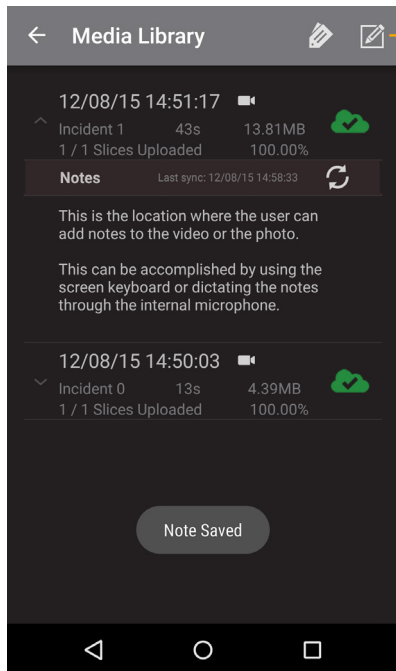 Media Library
12/08/15 14:51:17
Incident 1 43s 13.81MB
1 / 1 Slices Uploaded 100.00%
Notes Last sync: 12/08/15 14:58:33
This is the location where the user can
add notes to the video or the photo.
This can be accomplished by using the
screen keyboard or dictating the notes
through the internal microphone.
12/08/15 14:50:03
Incident 0 13s 4.39MB
1 / 1 Slices Uploaded 100.00%
Note Saved